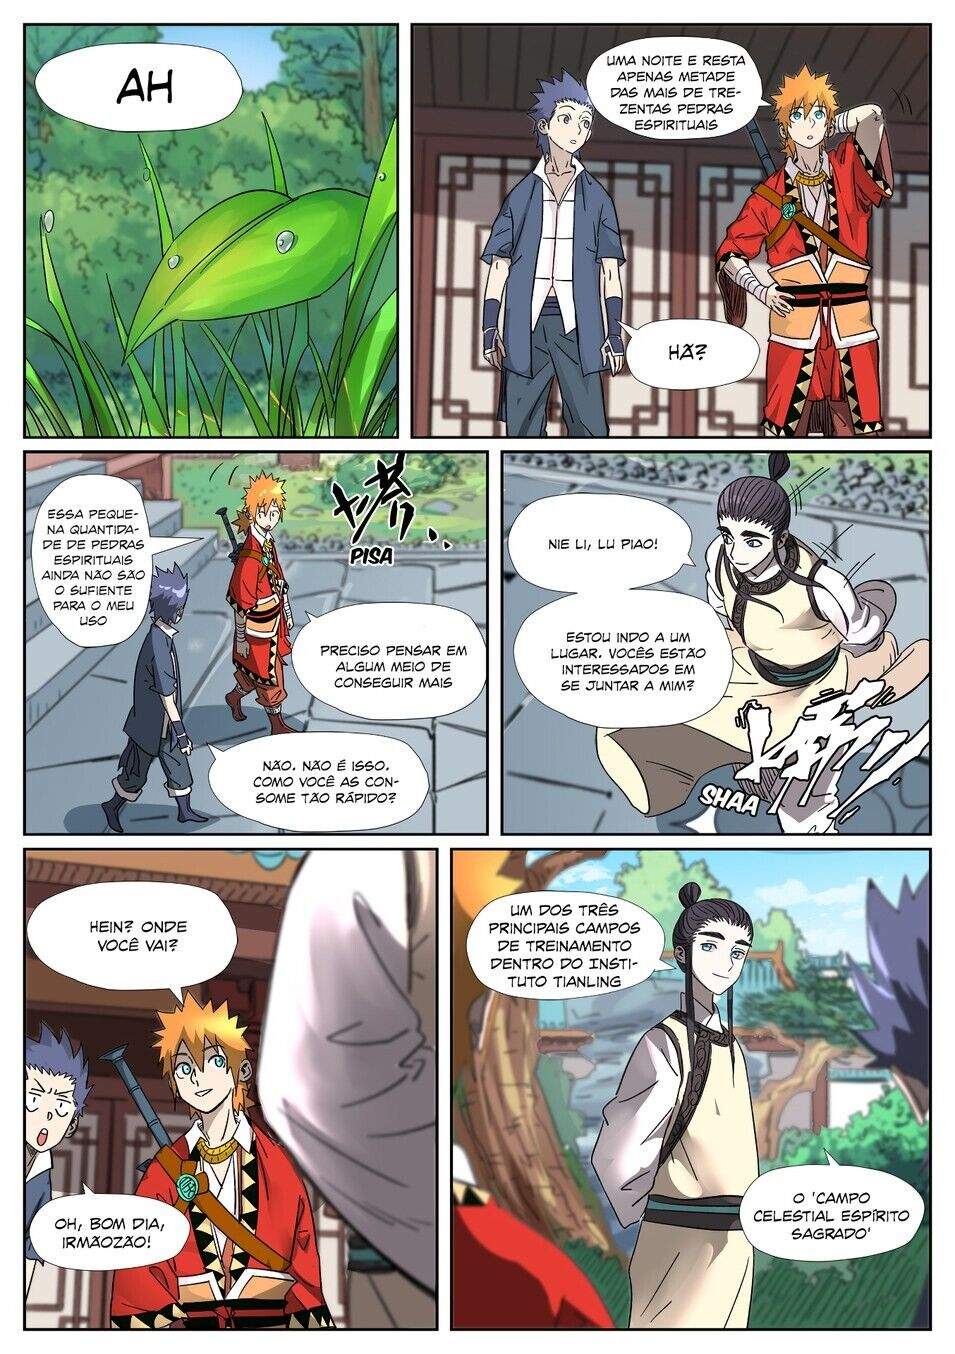 AH
UMA NOITE E RESTA
APENAS METADE
DAS MAIS DE TRE-
ZENTAS PEDRAS
ESPIRITUAIS
HÃ?
ESSA PEQUE-
NA QUANTIDA-
DE DE PEDRAS
ESPIRITUAIS
AINDA NÃO SÃO
O SUFIENTE
PARA O MEU
USO
PISA
PRECISO PENSAR EM
ALGUM MEIO DE
CONSEGUIR MAIS
NÃO. NÃO É ISSO.
COMO VOCÊ AS CON-
SOME TÃO RÁPIDO?
NIE LI, LU PIAO!
ESTOU INDO A UM
LUGAR. VOCÊS ESTÃO
INTERESSADOS EM
SE JUNTAR A MIM?
SHAA
HEIN? ONDE
VOCÊ VAI?
OH, BOM DIA,
IRMÃOZÃO!
UM DOS TRÊS
PRINCIPAIS CAMPOS
DE TREINAMENTO
DENTRO DO INSTI-
TUTO TIANLING
O 'CAMPO
CELESTIAL ESPÍRITO
SAGRADO'